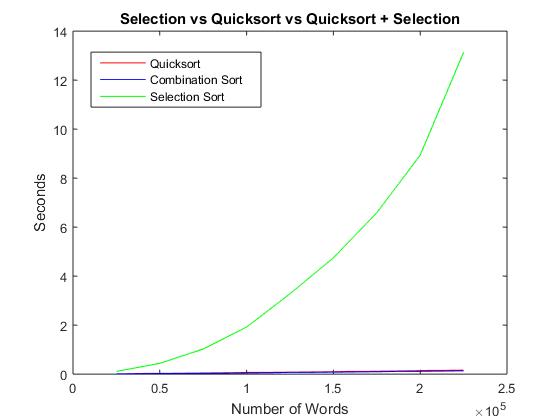 Selection vs Quicksort vs Quicksort + Selection
14
12
10
8
6
4
2
0
Seconds
Quicksort
Combination Sort
Selection Sort
0
0.5
1
1.5
2
2.5
×10^5
Number of Words